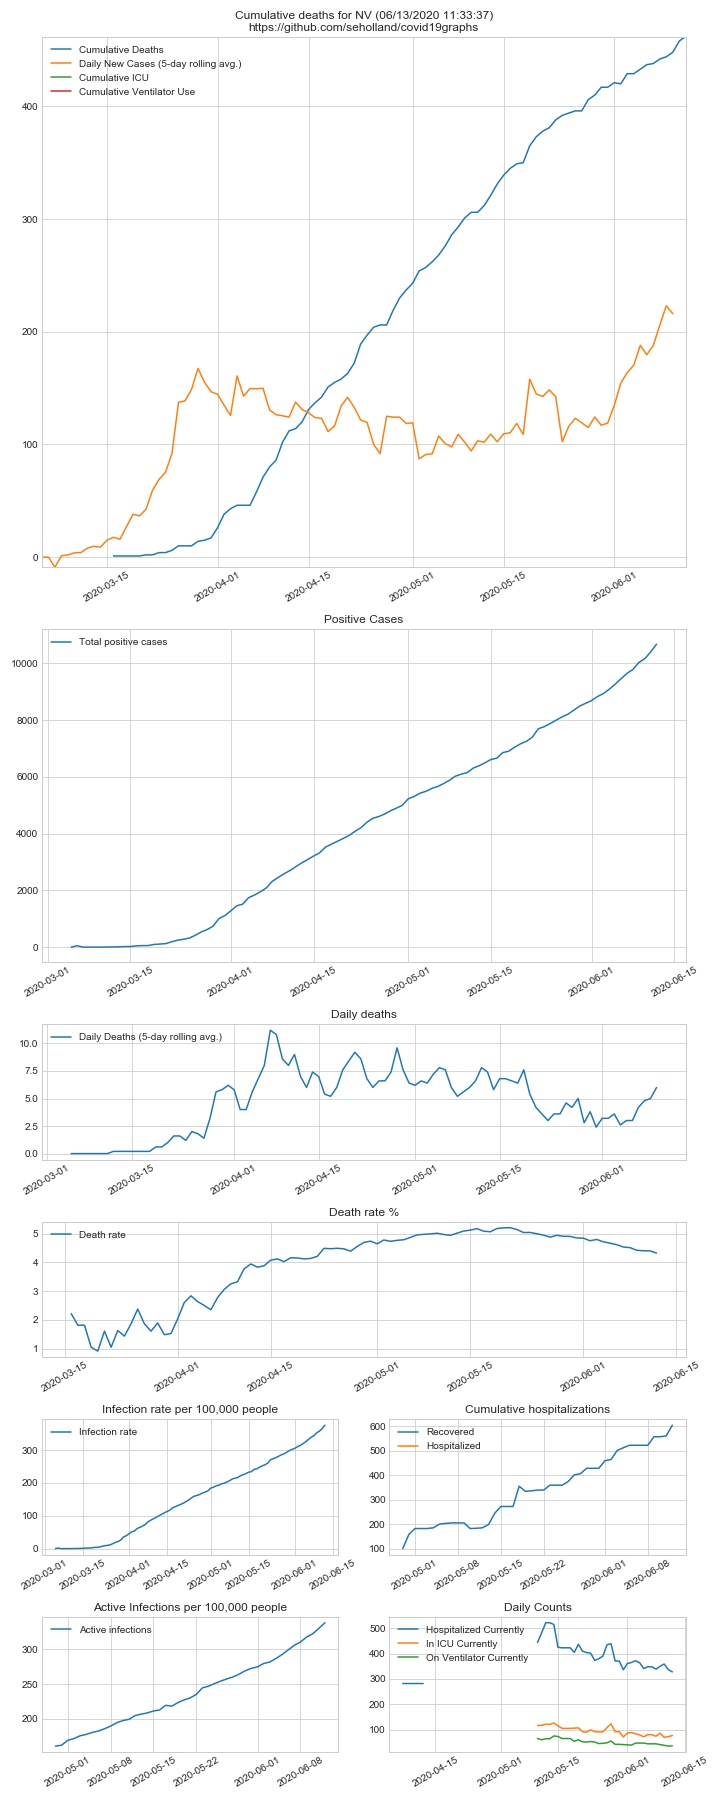 Cumulative deaths for NV (06/13/2020 11:33:37)
https://github.com/seholland/covid19graphs
Cumulative Deaths
Daily New Cases (5-day rolling avg.)
Cumulative ICU
Cumulative Ventilator Use
400
300
200
100
0
2020-03-15 2020-04-01 2020-04-15 2020-05-01 2020-05-15 2020-06-01
Positive Cases
Total positive cases
10000
8000
6000
4000
2000
0
2020-03-01 2020-03-15 2020-04-01 2020-04-15 2020-05-01 2020-05-15 2020-06-01 2020-06-15
Daily deaths
Daily Deaths (5-day rolling avg.)
10.0
7.5
5.0
2.5
0.0
2020-03-01 2020-03-15 2020-04-01 2020-04-15 2020-05-01 2020-05-15 2020-06-01
Death rate %
Death rate
5
4
3
2
1
2020-03-15 2020-04-01 2020-04-15 2020-05-01 2020-05-15 2020-06-01 2020-06-15
Infection rate per 100,000 people
Infection rate
300
200
100
0
2020-03-01 2020-03-15 2020-04-01 2020-04-15 2020-05-01 2020-05-15 2020-06-01 2020-06-15
Cumulative hospitalizations
Recovered
Hospitalized
600
500
400
300
200
100
2020-05-01 2020-05-08 2020-05-15 2020-05-22 2020-06-01 2020-06-08
Active Infections per 100,000 people
Active infections
300
250
200
2020-05-01 2020-05-08 2020-05-15 2020-05-22 2020-06-01 2020-06-08
Daily Counts
Hospitalized Currently
In ICU Currently
On Ventilator Currently
500
400
300
200
100
2020-04-15 2020-05-01 2020-05-15 2020-06-01 2020-06-15